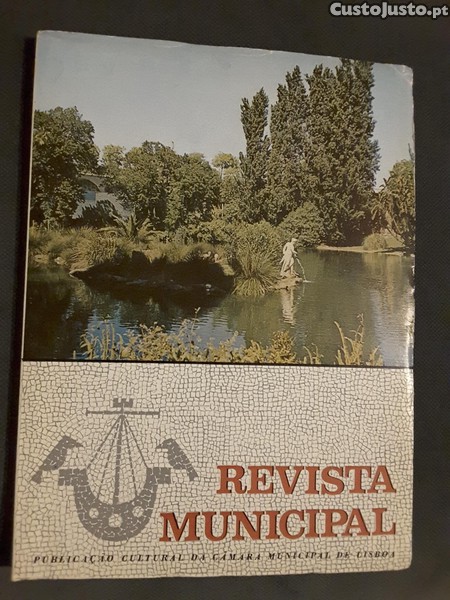 CustoJusto.pt
REVISTA
MUNICIPAL
PUBLICAÇÃO CULTURAL DA CÂMARA MUNICIPAL DE LISBOA